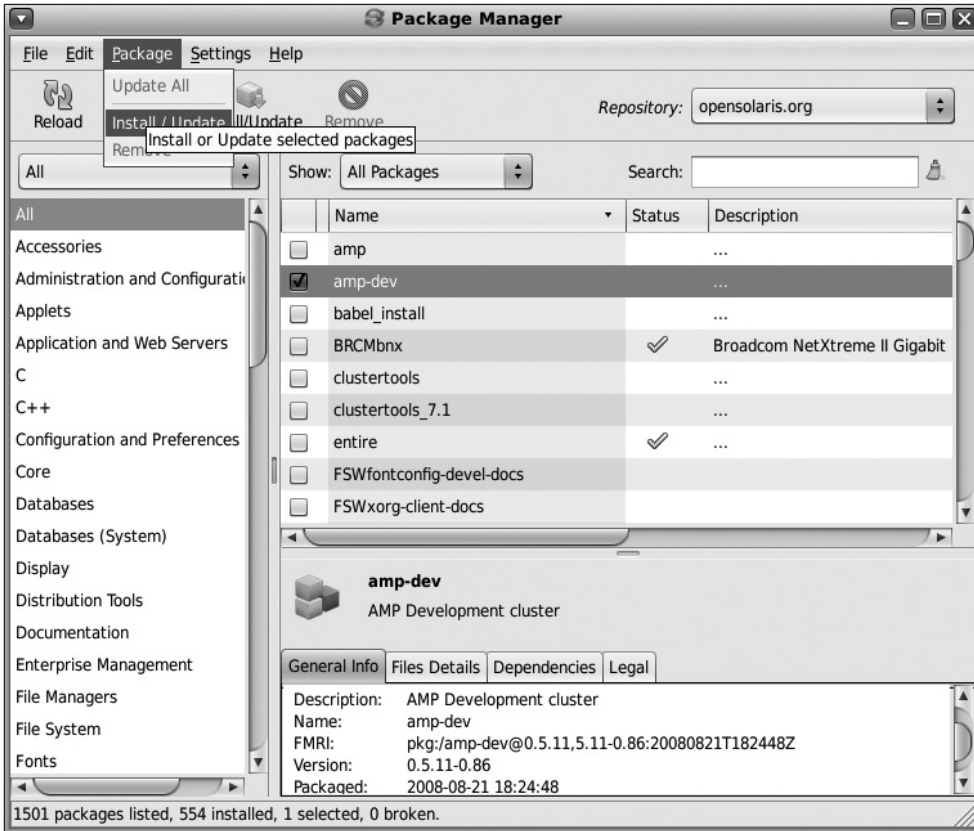 Package Manager
File Edit Package Settings Help
Update All
Install / Update
Remove
Install or Update selected packages
Reload
ll/Update
Remove
Repository: opensolaris.org
All
Show: All Packages
Search:
All
Accessories
Administration and Configurati
Applets
Application and Web Servers
C
C++
Configuration and Preferences
Core
Databases
Databases (System)
Display
Distribution Tools
Documentation
Enterprise Management
File Managers
File System
Fonts
Name Status Description
amp ...
amp-dev ...
babel_install ...
BRCMbnx Broadcom NetXtreme II Gigabit
clustertools ...
clustertools_7.1 ...
entire ...
FSWfontconfig-devel-docs
FSWxorg-client-docs
amp-dev
AMP Development cluster
General Info Files Details Dependencies Legal
Description: AMP Development cluster
Name: amp-dev
FMRI: pkg:/amp-dev@0.5.11,5.11-0.86:20080821T182448Z
Version: 0.5.11-0.86
Packaged: 2008-08-21 18:24:48
1501 packages listed, 554 installed, 1 selected, 0 broken.